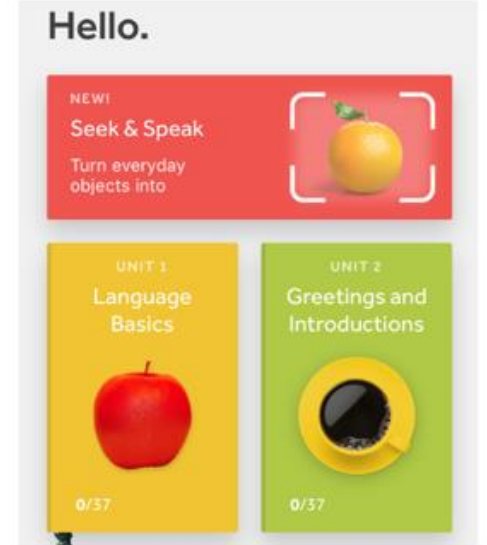 Hello.
NEW!
Seek & Speak
Turn everyday
objects into
UNIT 1
Language
Basics
0/37
UNIT 2
Greetings and
Introductions
0/37